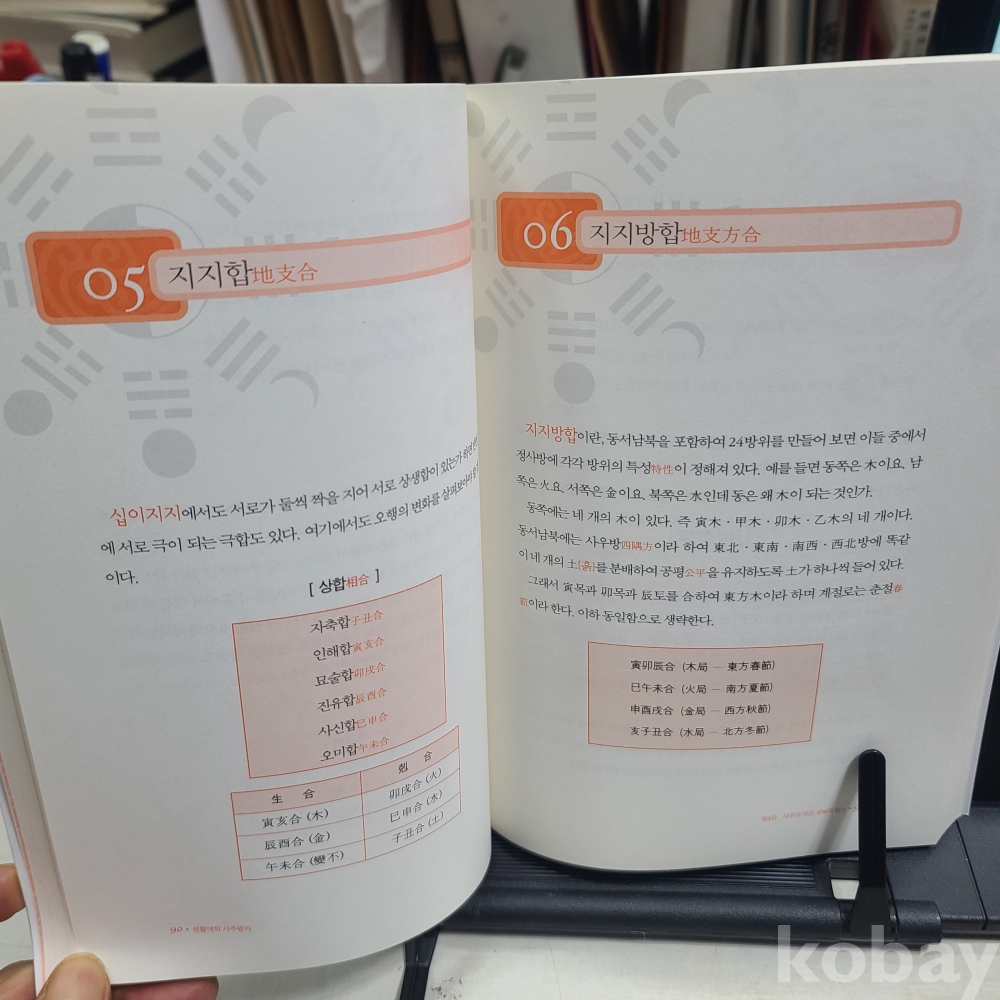 05 지지합地支合
십이지지에서도 서로가 둘씩 짝을 지어 서로 상생합이 있는가 하면
에 서로 극이 되는 극합도 있다. 여기에서도 오행의 변화를 살펴보아야
이다.
[ 상합相合 ]
자축합子丑合
인해합寅亥合
묘술합卯戌合
진유합辰酉合
사신합巳申合
오미합午未合
生 合 剋 合
寅亥合 (木) 卯戌合 (火)
辰酉合 (金) 巳申合 (水)
午未合 (變不) 子丑合 (土)
90 • 생활역학 사주팔자
06 지지방합地支方合
지지방합이란, 동서남북을 포함하여 24방위를 만들어 보면 이들 중에서
정사방에 각각 방위의 특성特性이 정해져 있다. 예를 들면 동쪽은 木이요, 남
쪽은 火요, 서쪽은 金이요, 북쪽은 水인데 동은 왜 木이 되는 것인가.
동쪽에는 네 개의 木이 있다. 즉 寅木·甲木·卯木·乙木의 네 개이다.
동서남북에는 사우방四隅方이라 하여 東北·東南·南西·西北방에 똑같
이 네 개의 土(흙)를 분배하여 공평公平을 유지하도록 土가 하나씩 들어 있다.
그래서 寅목과 卯목과 辰토를 合하여 東方木이라 하며 계절로는 춘절春
節이라 한다. 이하 동일함으로 생략한다.
寅卯辰合 (木局 — 東方春節)
巳午未合 (火局 — 南方夏節)
申酉戌合 (金局 — 西方秋節)
亥子丑合 (水局 — 北方冬節)
kobay